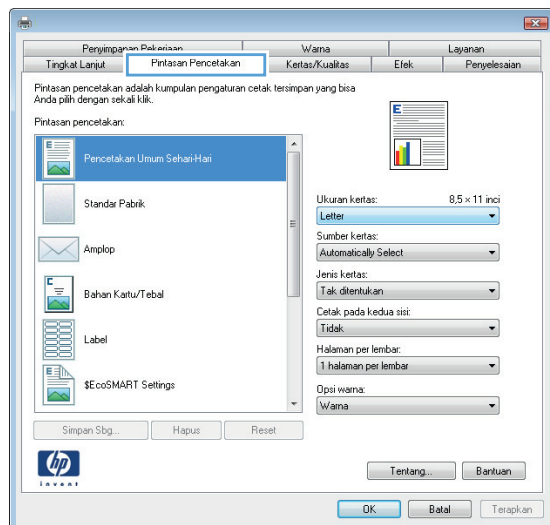 Penyimpanan Pekerjaan
Warna
Layanan
Tingkat Lanjut
Pintasan Pencetakan
Kertas/Kualitas
Efek
Penyelesaian
Pintasan pencetakan adalah kumpulan pengaturan cetak tersimpan yang bisa
Anda pilih dengan sekali klik.
Pintasan pencetakan:
Pencetakan Umum Sehari-Hari
Standar Pabrik
Amplop
Bahan Kartu/Tebal
Label
$EcoSMART Settings
Simpan Sbg...
Hapus
Reset
E
Ukuran kertas:
8,5 × 11 inci
Letter
Sumber kertas:
Automatically Select
Jenis kertas:
Tak ditentukan
Cetak pada kedua sisi:
Tidak
Halaman per lembar:
1 halaman per lembar
Opsi warna:
Warna
hp
invent
Tentang...
Bantuan
OK
Batal
Terapkan